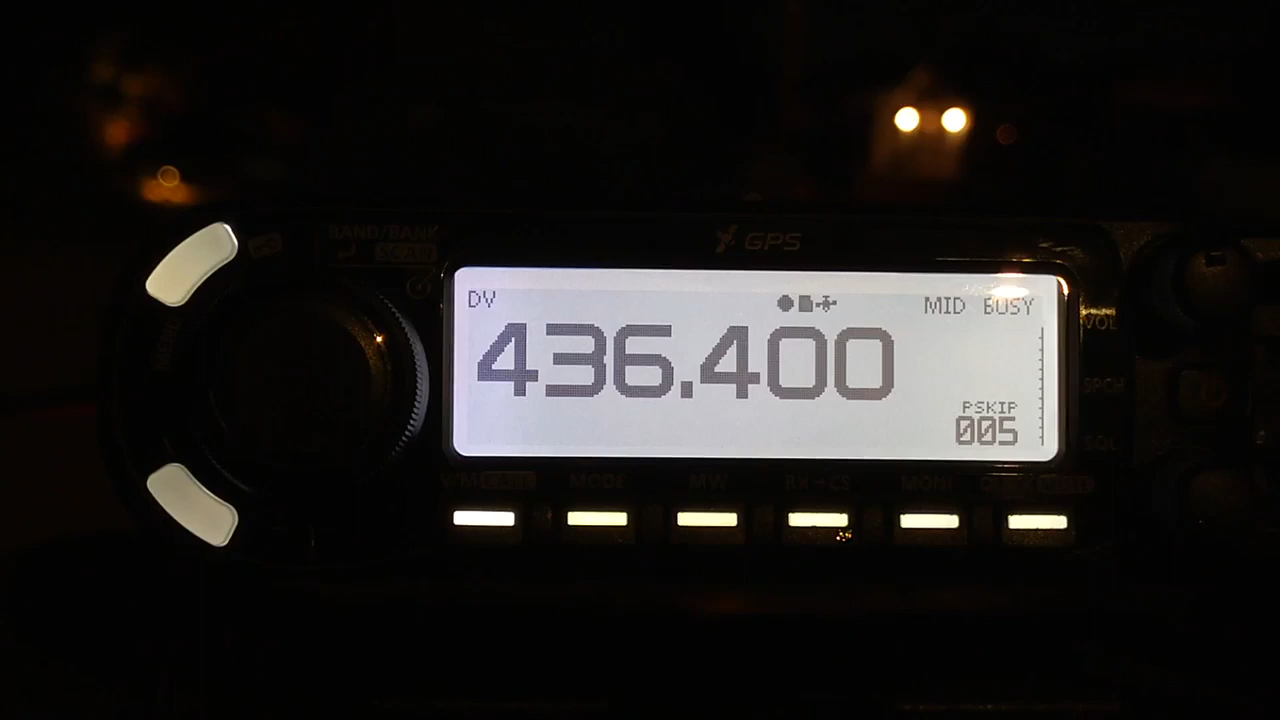 BAND/BANK
SCAN
GPS
DV
MID BUSY
436.400
PSKIP
005
VOL
SPCH
SQL
V/M CALL MODE MW RX→CS MONI